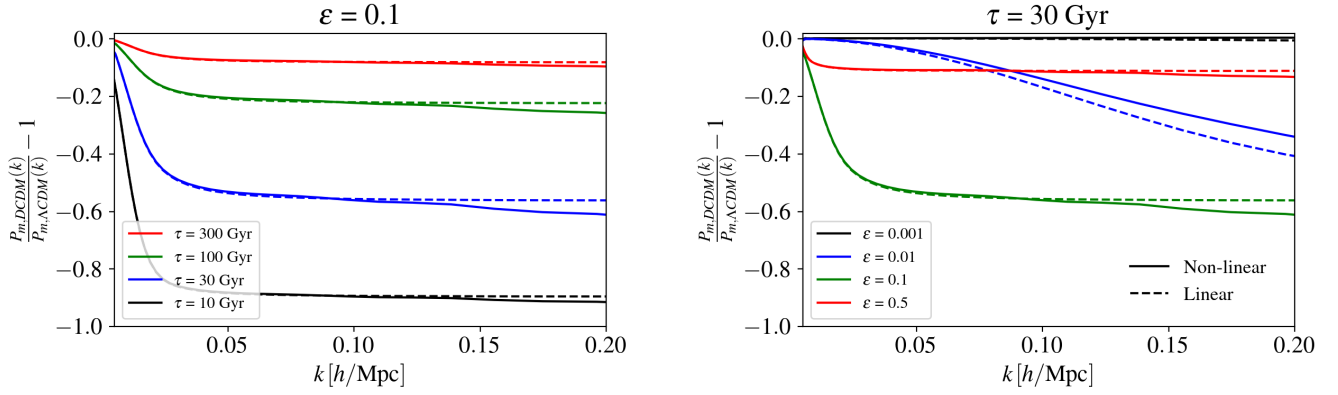 ε = 0.1
0.0
−0.2
−0.4
−0.6
−0.8
−1.0
P_{m,DCDM}(k) / P_{m,ΛCDM}(k) − 1
τ = 300 Gyr
τ = 100 Gyr
τ = 30 Gyr
τ = 10 Gyr
0.05 0.10 0.15 0.20
k [h/Mpc]
τ = 30 Gyr
0.0
−0.2
−0.4
−0.6
−0.8
−1.0
P_{m,DCDM}(k) / P_{m,ΛCDM}(k) − 1
ε = 0.001
ε = 0.01
ε = 0.1
ε = 0.5
Non-linear
Linear
0.05 0.10 0.15 0.20
k [h/Mpc]